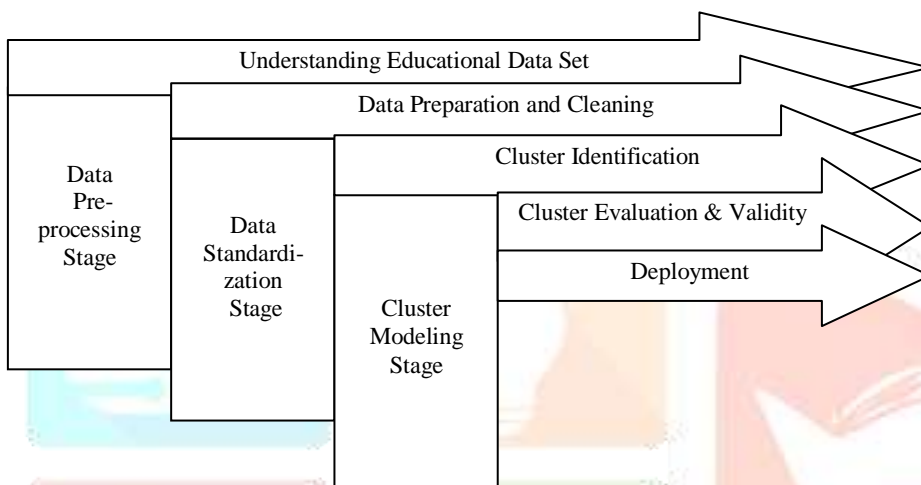 Understanding Educational Data Set
Data Preparation and Cleaning
Cluster Identification
Cluster Evaluation & Validity
Deployment
Data
Pre-
processing
Stage
Data
Standardi-
zation
Stage
Cluster
Modeling
Stage